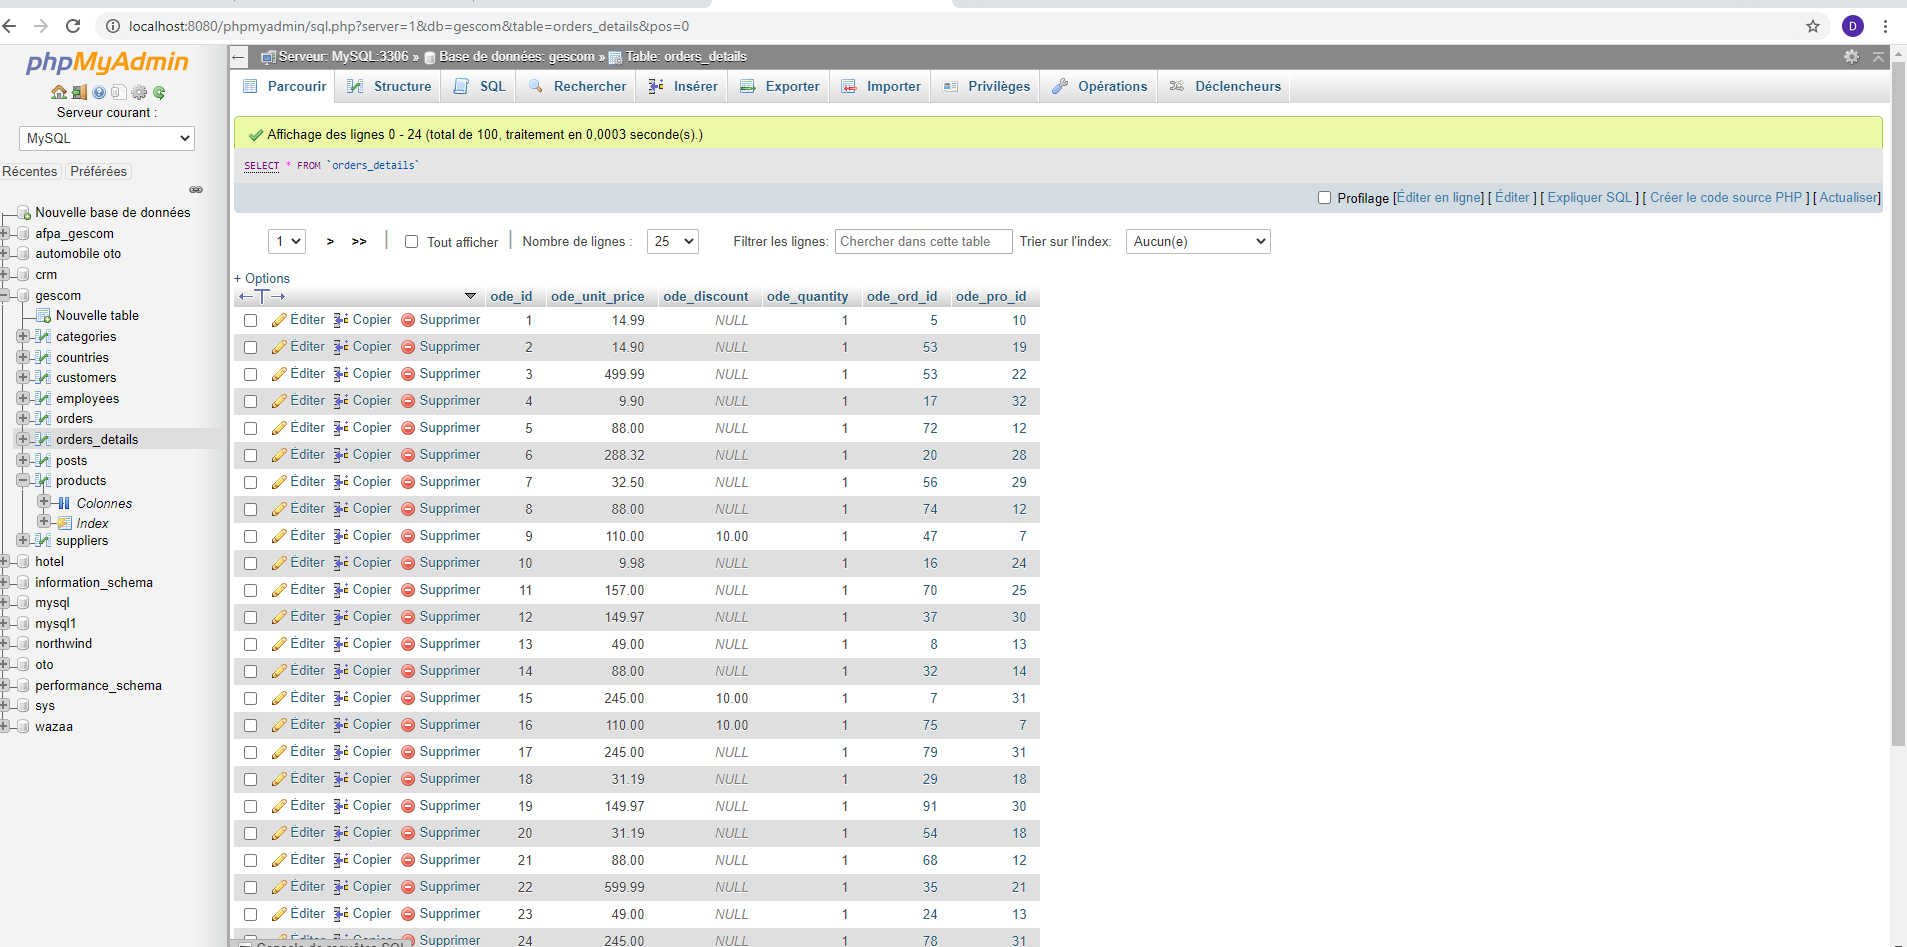 localhost:8080/phpmyadmin/sql.php?server=1&db=gescom&table=orders_details&pos=0
D
phpMyAdmin
Serveur courant :
MySQL
Récentes Préférées
Nouvelle base de données
afpa_gescom
automobile oto
crm
gescom
Nouvelle table
categories
countries
customers
employees
orders
orders_details
posts
products
Colonnes
Index
suppliers
hotel
information_schema
mysql
mysql1
northwind
oto
performance_schema
sys
wazaa
Serveur: MySQL:3306 » Base de données: gescom » Table: orders_details
Parcourir Structure SQL Rechercher Insérer Exporter Importer Privilèges Opérations Déclencheurs
Affichage des lignes 0 - 24 (total de 100, traitement en 0,0003 seconde(s).)
SELECT * FROM `orders_details`
Profilage [Éditer en ligne] [ Éditer ] [ Expliquer SQL ] [ Créer le code source PHP ] [ Actualiser]
1 > >> Tout afficher Nombre de lignes : 25 Filtrer les lignes: Chercher dans cette table Trier sur l'index: Aucun(e)
+ Options
←T→ ode_id ode_unit_price ode_discount ode_quantity ode_ord_id ode_pro_id
Éditer Copier Supprimer 1 14.99 NULL 1 5 10
Éditer Copier Supprimer 2 14.90 NULL 1 53 19
Éditer Copier Supprimer 3 499.99 NULL 1 53 22
Éditer Copier Supprimer 4 9.90 NULL 1 17 32
Éditer Copier Supprimer 5 88.00 NULL 1 72 12
Éditer Copier Supprimer 6 288.32 NULL 1 20 28
Éditer Copier Supprimer 7 32.50 NULL 1 56 29
Éditer Copier Supprimer 8 88.00 NULL 1 74 12
Éditer Copier Supprimer 9 110.00 10.00 1 47 7
Éditer Copier Supprimer 10 9.98 NULL 1 16 24
Éditer Copier Supprimer 11 157.00 NULL 1 70 25
Éditer Copier Supprimer 12 149.97 NULL 1 37 30
Éditer Copier Supprimer 13 49.00 NULL 1 8 13
Éditer Copier Supprimer 14 88.00 NULL 1 32 14
Éditer Copier Supprimer 15 245.00 10.00 1 7 31
Éditer Copier Supprimer 16 110.00 10.00 1 75 7
Éditer Copier Supprimer 17 245.00 NULL 1 79 31
Éditer Copier Supprimer 18 31.19 NULL 1 29 18
Éditer Copier Supprimer 19 149.97 NULL 1 91 30
Éditer Copier Supprimer 20 31.19 NULL 1 54 18
Éditer Copier Supprimer 21 88.00 NULL 1 68 12
Éditer Copier Supprimer 22 599.99 NULL 1 35 21
Éditer Copier Supprimer 23 49.00 NULL 1 24 13
Éditer Copier Supprimer 24 245.00 NULL 1 78 31
Console de requêtes SQL